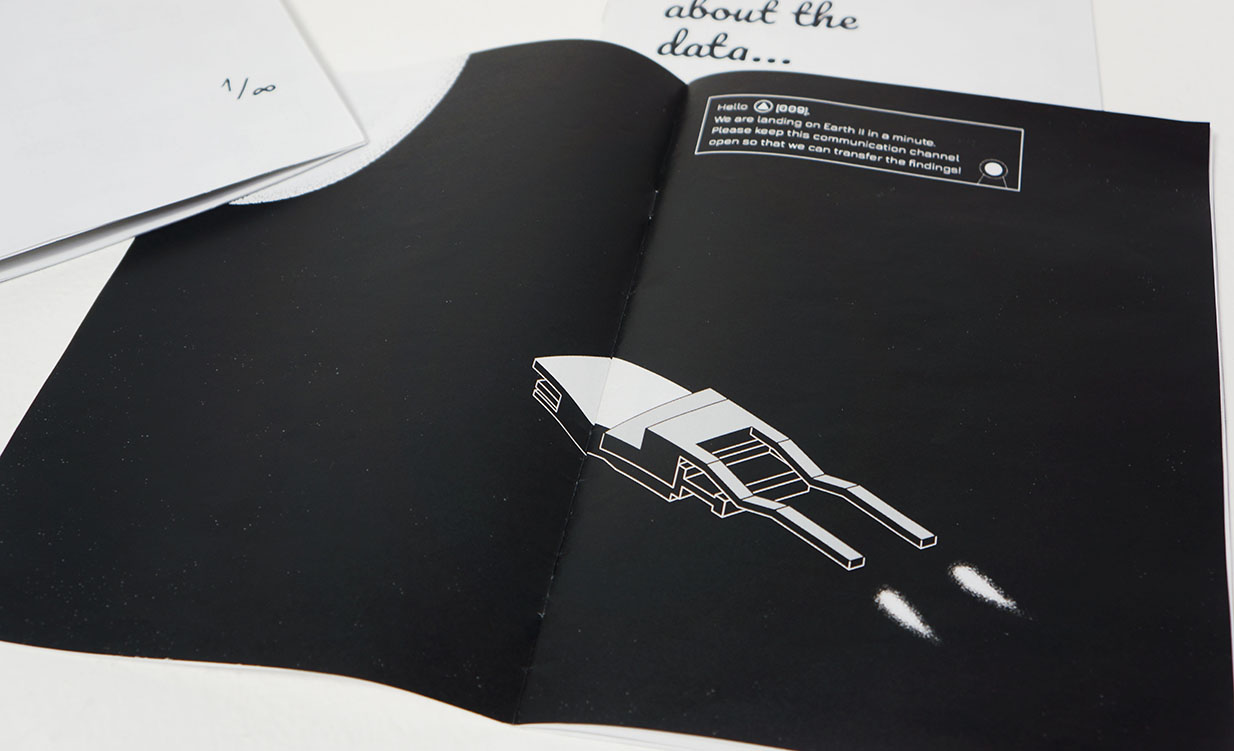 about the
data...
1/∞
Hello [009],
We are landing on Earth II in a minute.
Please keep this communication channel
open so that we can transfer the findings!